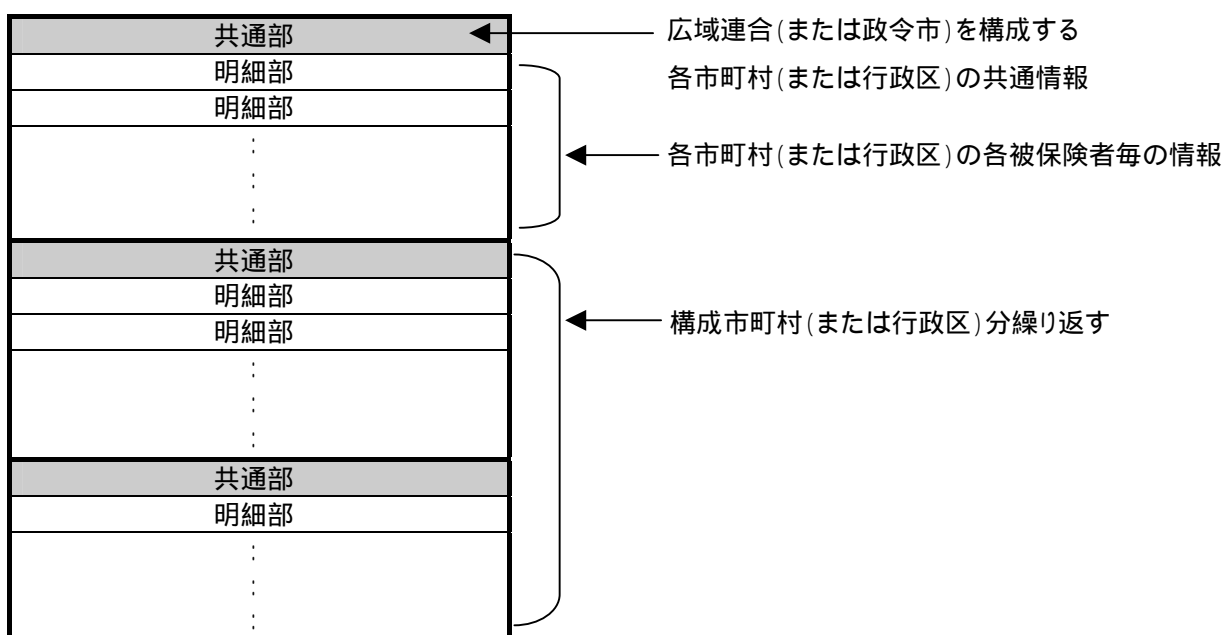 共通部
広域連合(または政令市)を構成する
各市町村(または行政区)の共通情報
明細部
明細部
:
:
:
各市町村(または行政区)の各被保険者毎の情報
共通部
明細部
明細部
:
:
:
構成市町村(または行政区)分繰り返す
共通部
明細部
:
:
: